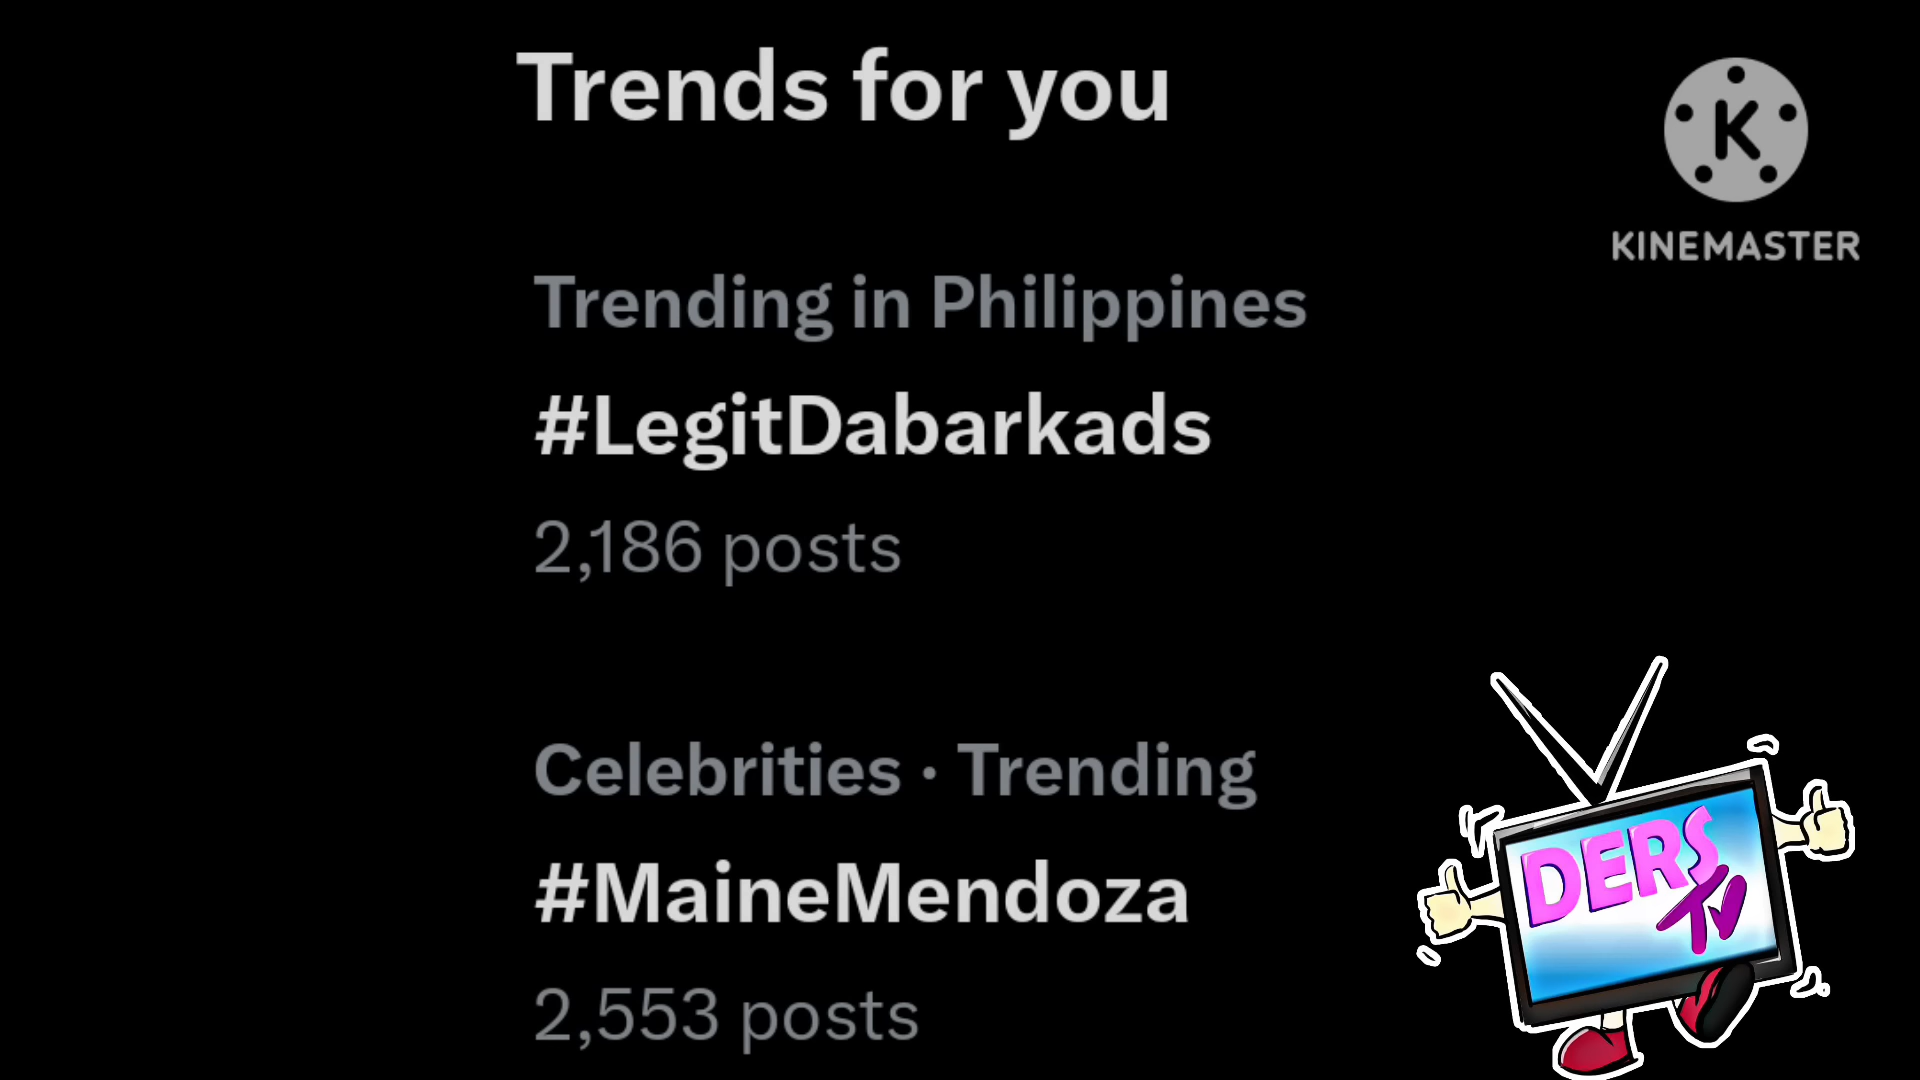 Trends for you
K
KINEMASTER
Trending in Philippines
#LegitDabarkads
2,186 posts
Celebrities · Trending
#MaineMendoza
2,553 posts
DERS
TV